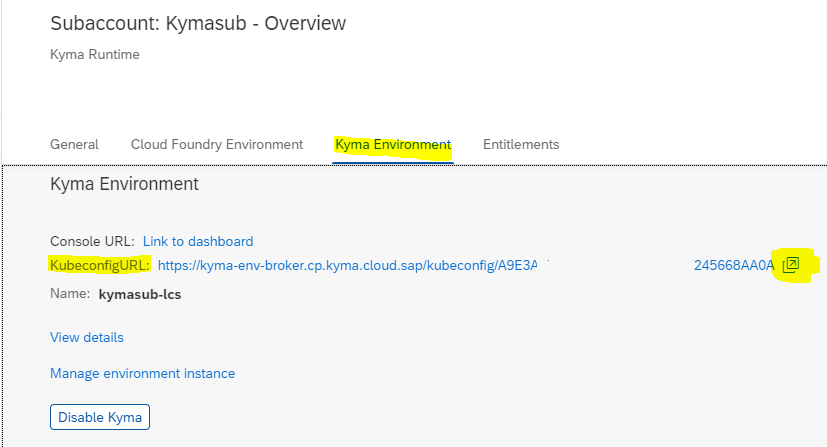 Subaccount: Kymasub - Overview
Kyma Runtime
General Cloud Foundry Environment Kyma Environment Entitlements
Kyma Environment
Console URL: Link to dashboard
KubeconfigURL: https://kyma-env-broker.cp.kyma.cloud.sap/kubeconfig/A9E3A 245668AA0A
Name: kymasub-lcs
View details
Manage environment instance
Disable Kyma